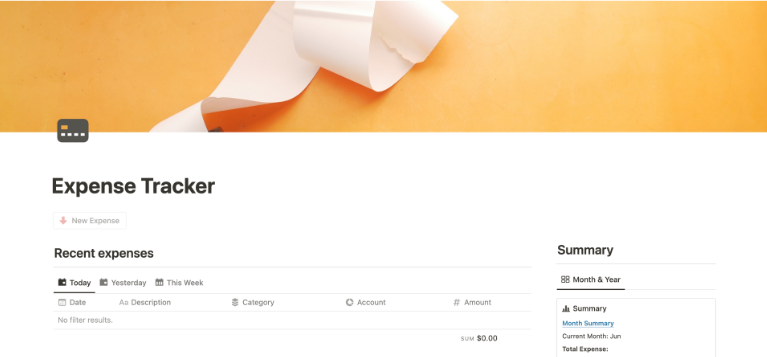 Expense Tracker
New Expense
Recent expenses
Today Yesterday This Week
Date Aa Description Category Account # Amount
No filter results.
SUM $0.00
Summary
Month & Year
Summary
Month Summary
Current Month: Jun
Total Expense: